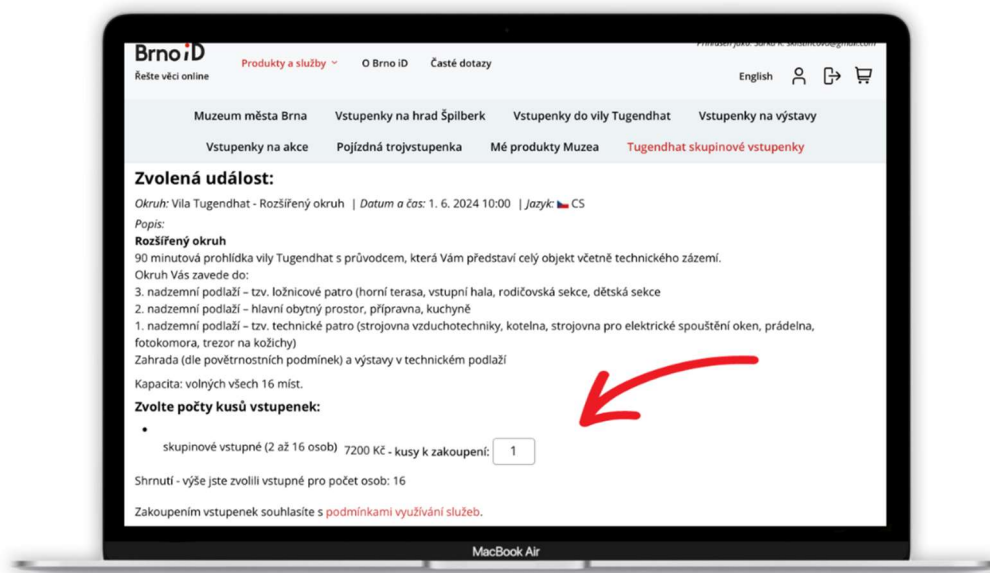 Brno iD
Řešte věci online
Produkty a služby
O Brno iD
Časté dotazy
English
Muzeum města Brna
Vstupenky na hrad Špilberk
Vstupenky do vily Tugendhat
Vstupenky na výstavy
Vstupenky na akce
Pojízdná trojvstupenka
Mé produkty Muzea
Tugendhat skupinové vstupenky
Zvolená událost:
Okruh: Vila Tugendhat - Rozšířený okruh | Datum a čas: 1. 6. 2024 10:00 | Jazyk: CS
Popis:
Rozšířený okruh
90 minutová prohlídka vily Tugendhat s průvodcem, která Vám představí celý objekt včetně technického zázemí.
Okruh Vás zavede do:
3. nadzemní podlaží – tzv. ložnicové patro (horní terasa, vstupní hala, rodičovská sekce, dětská sekce
2. nadzemní podlaží – hlavní obytný prostor, přípravna, kuchyně
1. nadzemní podlaží – tzv. technické patro (strojovna vzduchotechniky, kotelna, strojovna pro elektrické spouštění oken, prádelna,
fotokomora, trezor na kožichy)
Zahrada (dle povětrnostních podmínek) a výstavy v technickém podlaží
Kapacita: volných všech 16 míst.
Zvolte počty kusů vstupenek:
skupinové vstupné (2 až 16 osob) 7200 Kč - kusy k zakoupení: 1
Shrnutí - výše jste zvolili vstupné pro počet osob: 16
Zakoupením vstupenek souhlasíte s podmínkami využívání služeb.
MacBook Air